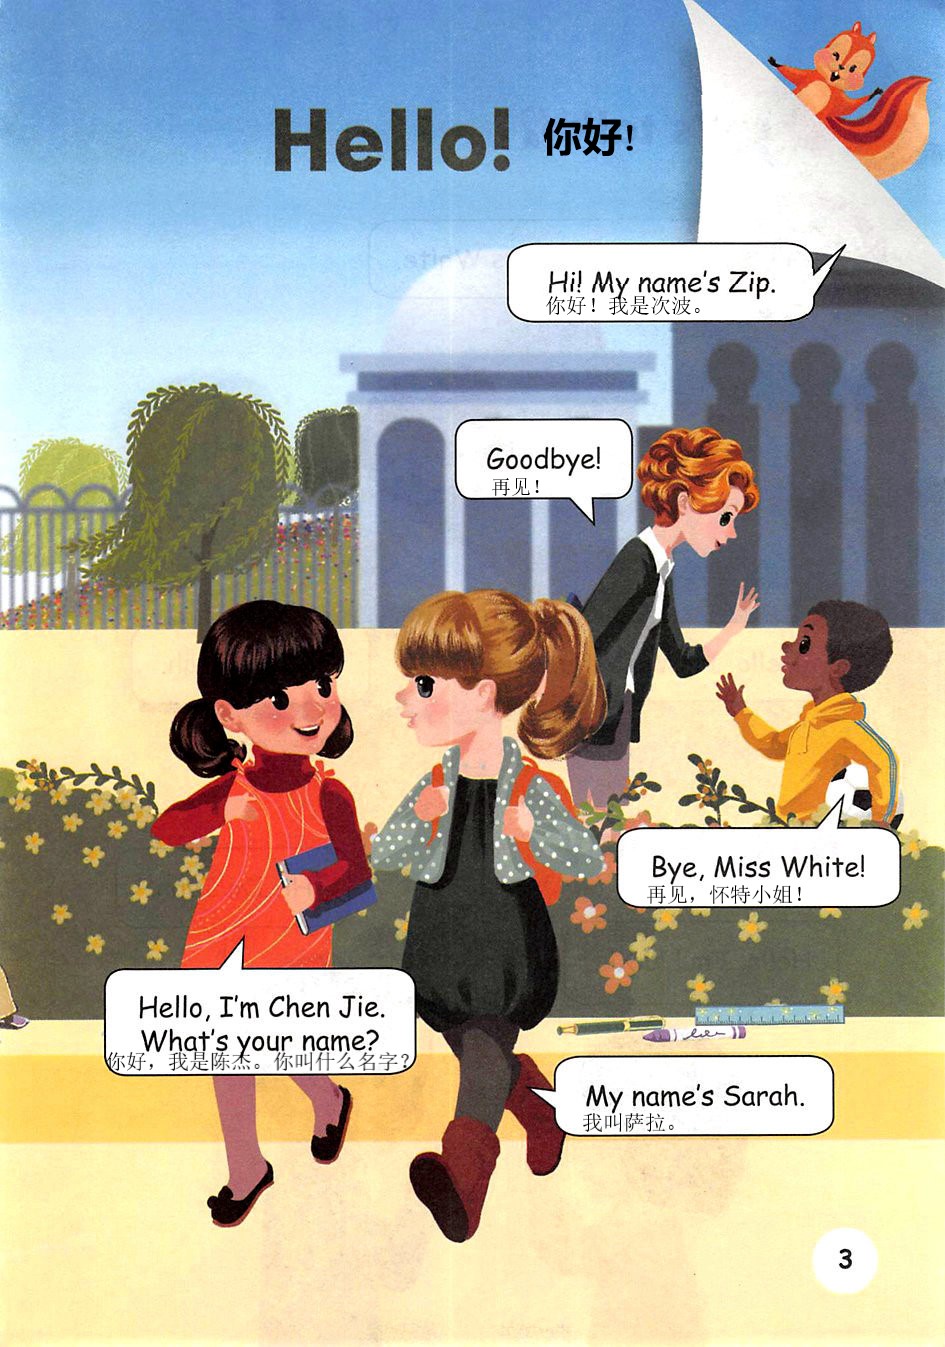 Hello! 你好!
Hi! My name's Zip.
你好！我是次波。
Goodbye!
再见！
Bye, Miss White!
再见，怀特小姐！
Hello, I'm Chen Jie.
What's your name?
你好，我是陈杰。你叫什么名字？
My name's Sarah.
我叫萨拉。
3